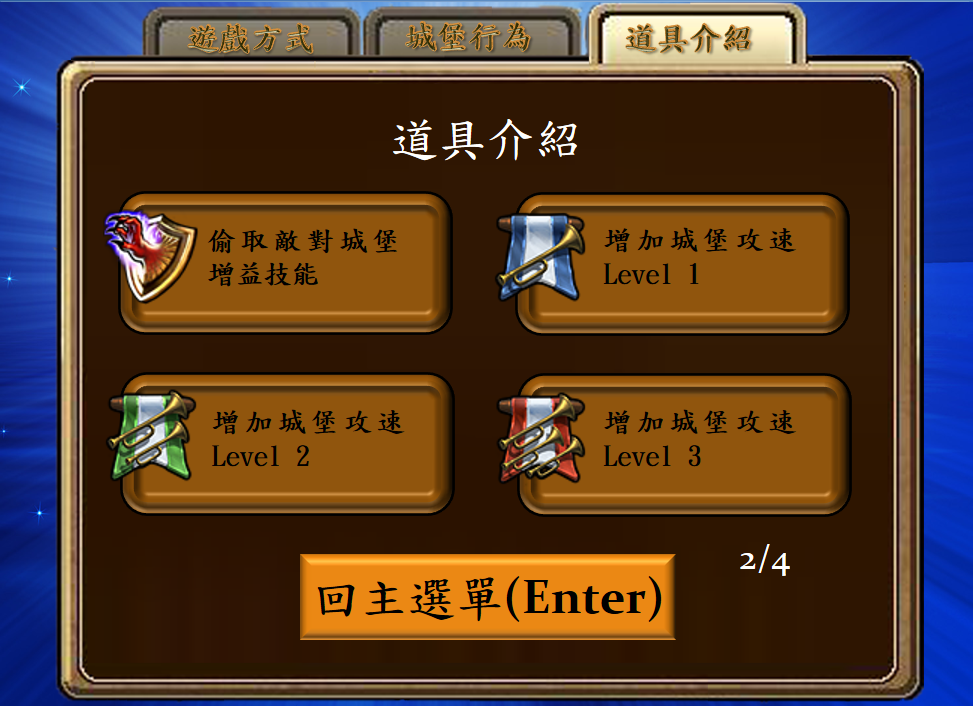 遊戲方式
城堡行為
道具介紹
道具介紹
偷取敵對城堡
增益技能
增加城堡攻速
Level 1
增加城堡攻速
Level 2
增加城堡攻速
Level 3
2/4
回主選單(Enter)